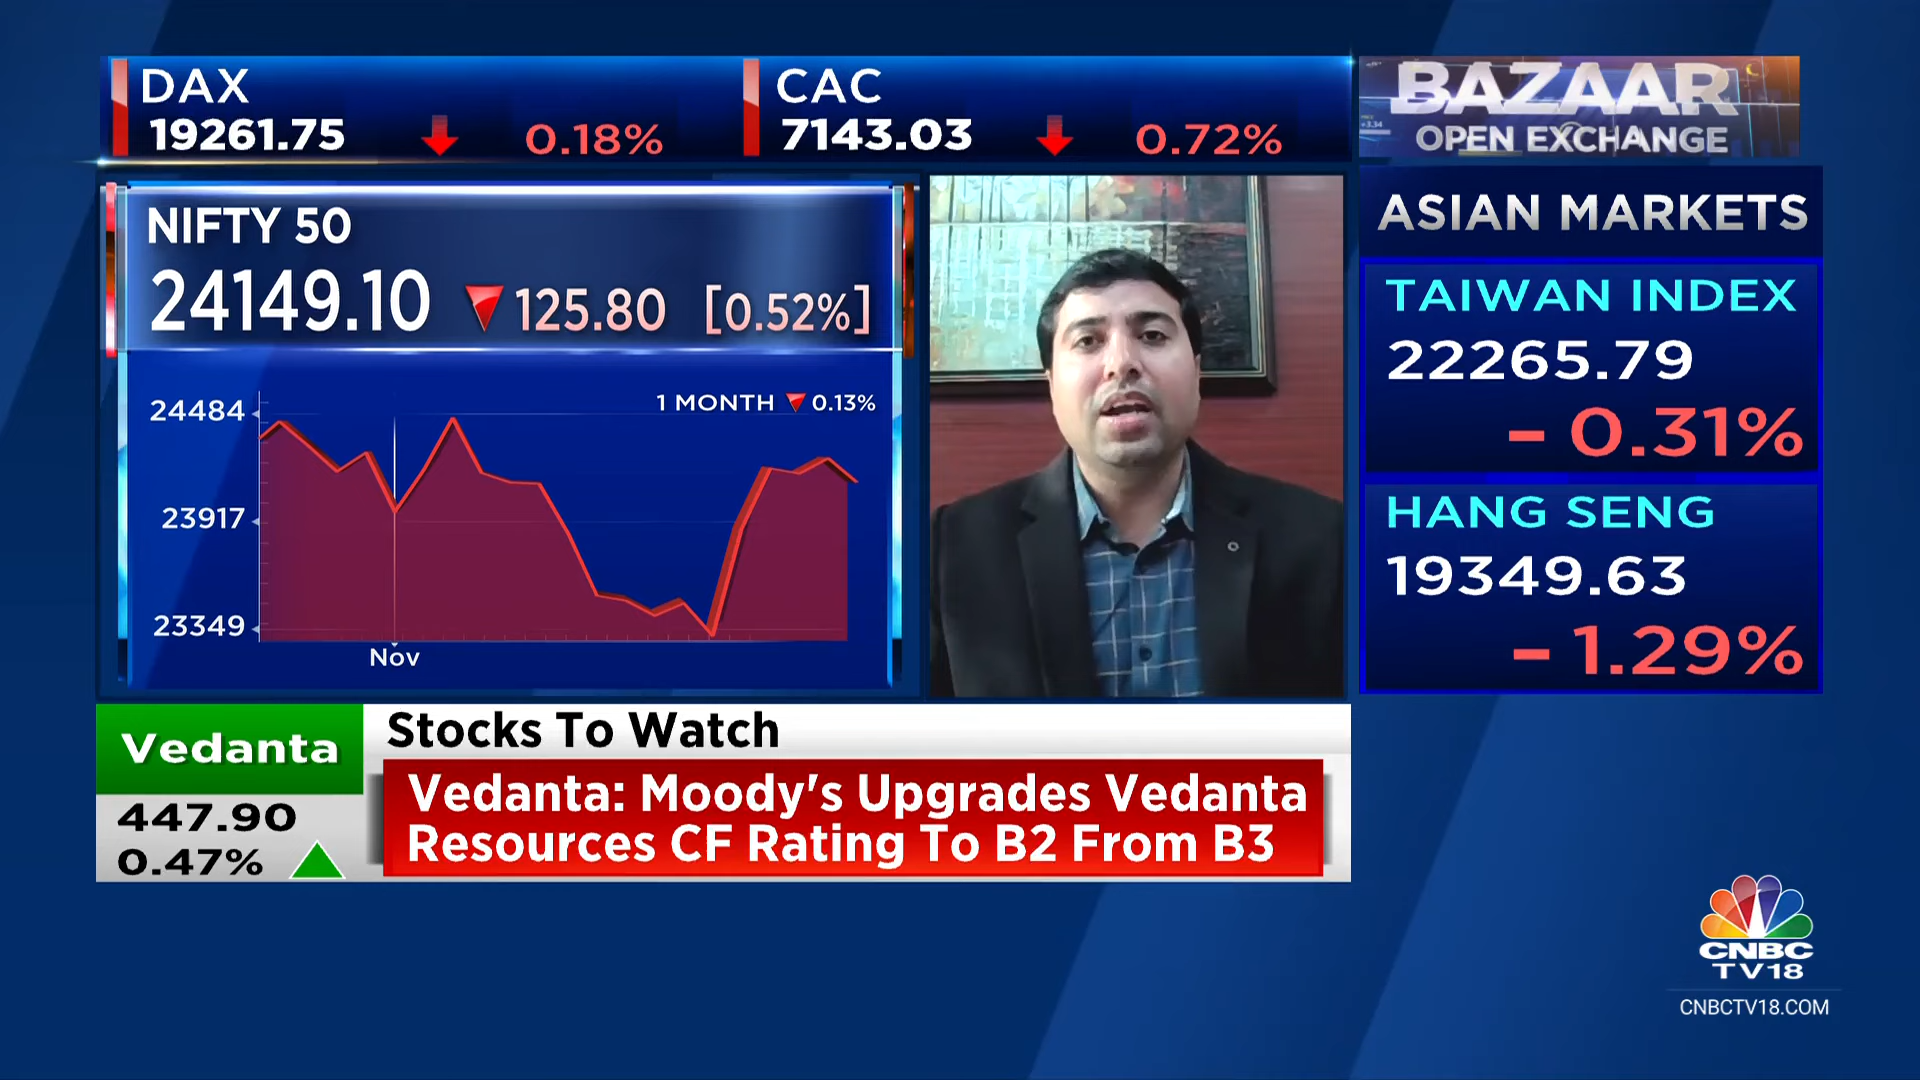 DAX
19261.75
0.18%
CAC
7143.03
0.72%
BAZAAR
OPEN EXCHANGE
NIFTY 50
24149.10
125.80 [0.52%]
1 MONTH 0.13%
24484
23917
23349
Nov
ASIAN MARKETS
TAIWAN INDEX
22265.79
- 0.31%
HANG SENG
19349.63
- 1.29%
Vedanta
447.90
0.47%
Stocks To Watch
Vedanta: Moody's Upgrades Vedanta
Resources CF Rating To B2 From B3
CNBC
TV18
CNBCTV18.COM